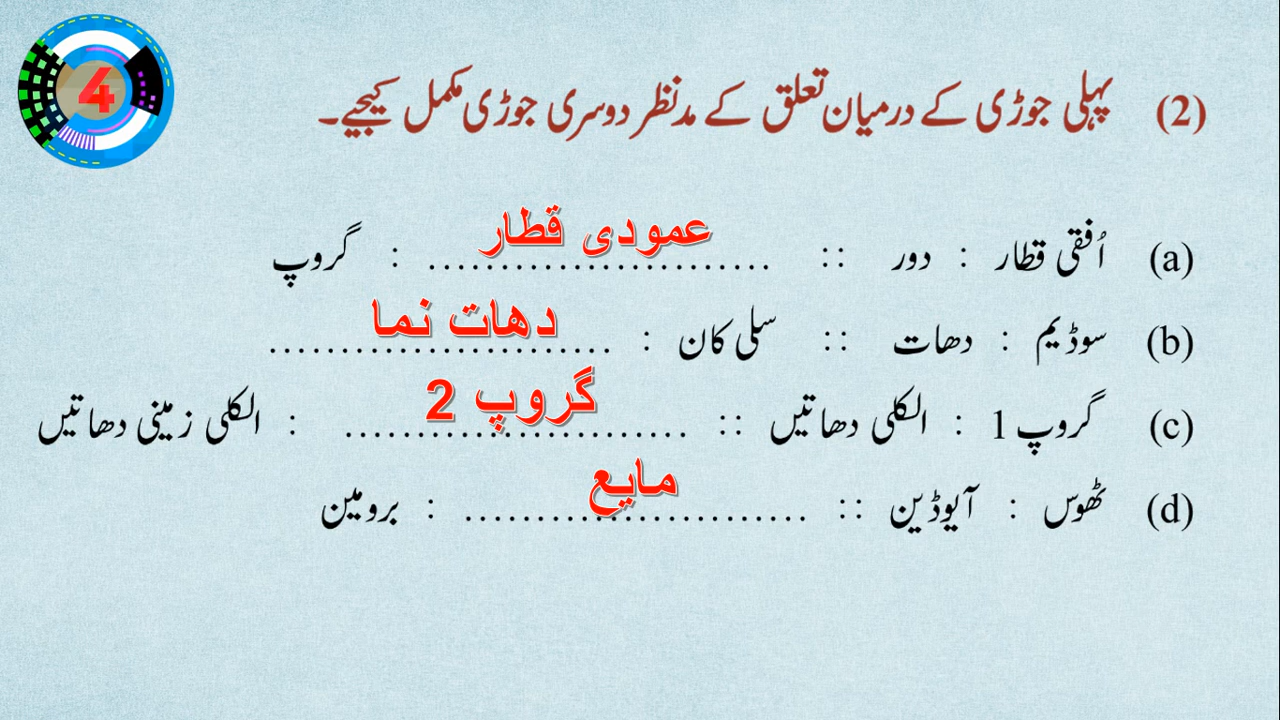 4
(2) پہلی جوڑی کے درمیان تعلق کے مدنظر دوسری جوڑی مکمل کیجیے۔
(a) اُفقی قطار : دور :: عمودی قطار : گروپ
(b) سوڈیم : دھات :: سلی کان : دھات نما
(c) گروپ 1 : الکلی دھاتیں :: گروپ 2 : الکلی زمینی دھاتیں
(d) ٹھوس : آیوڈین :: مایع : برومین